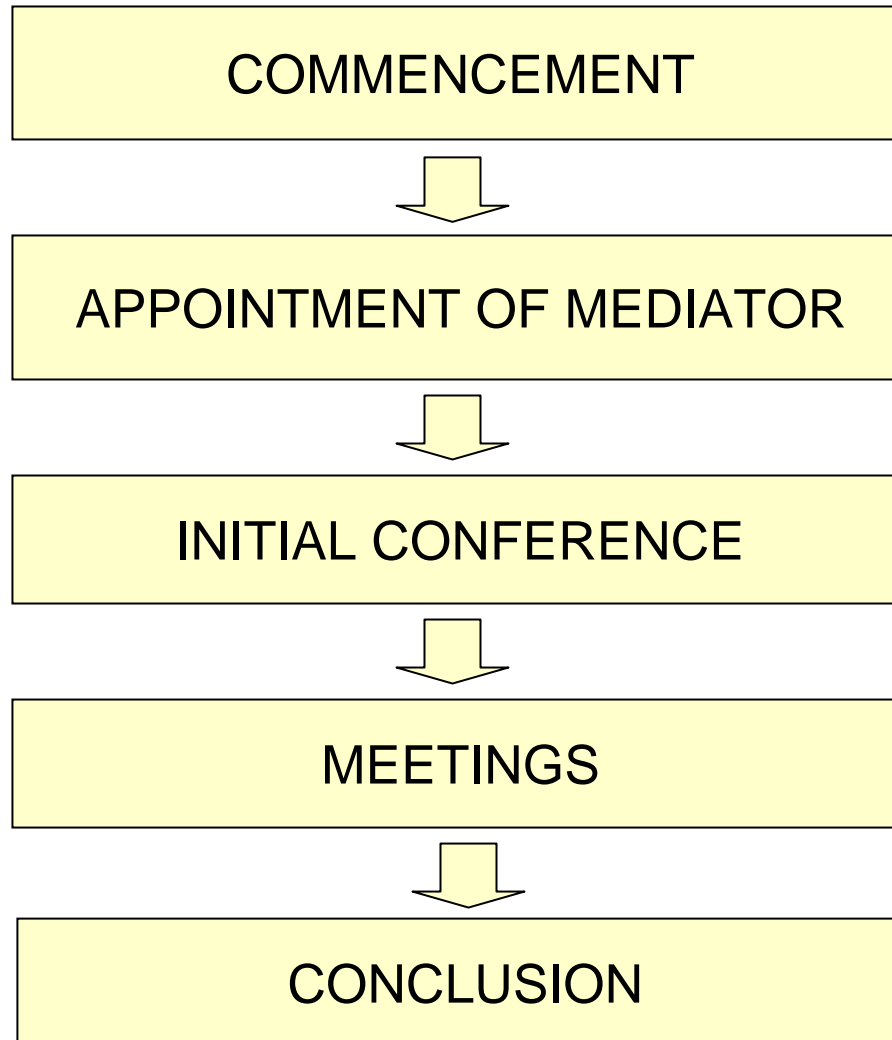 COMMENCEMENT
APPOINTMENT OF MEDIATOR
INITIAL CONFERENCE
MEETINGS
CONCLUSION